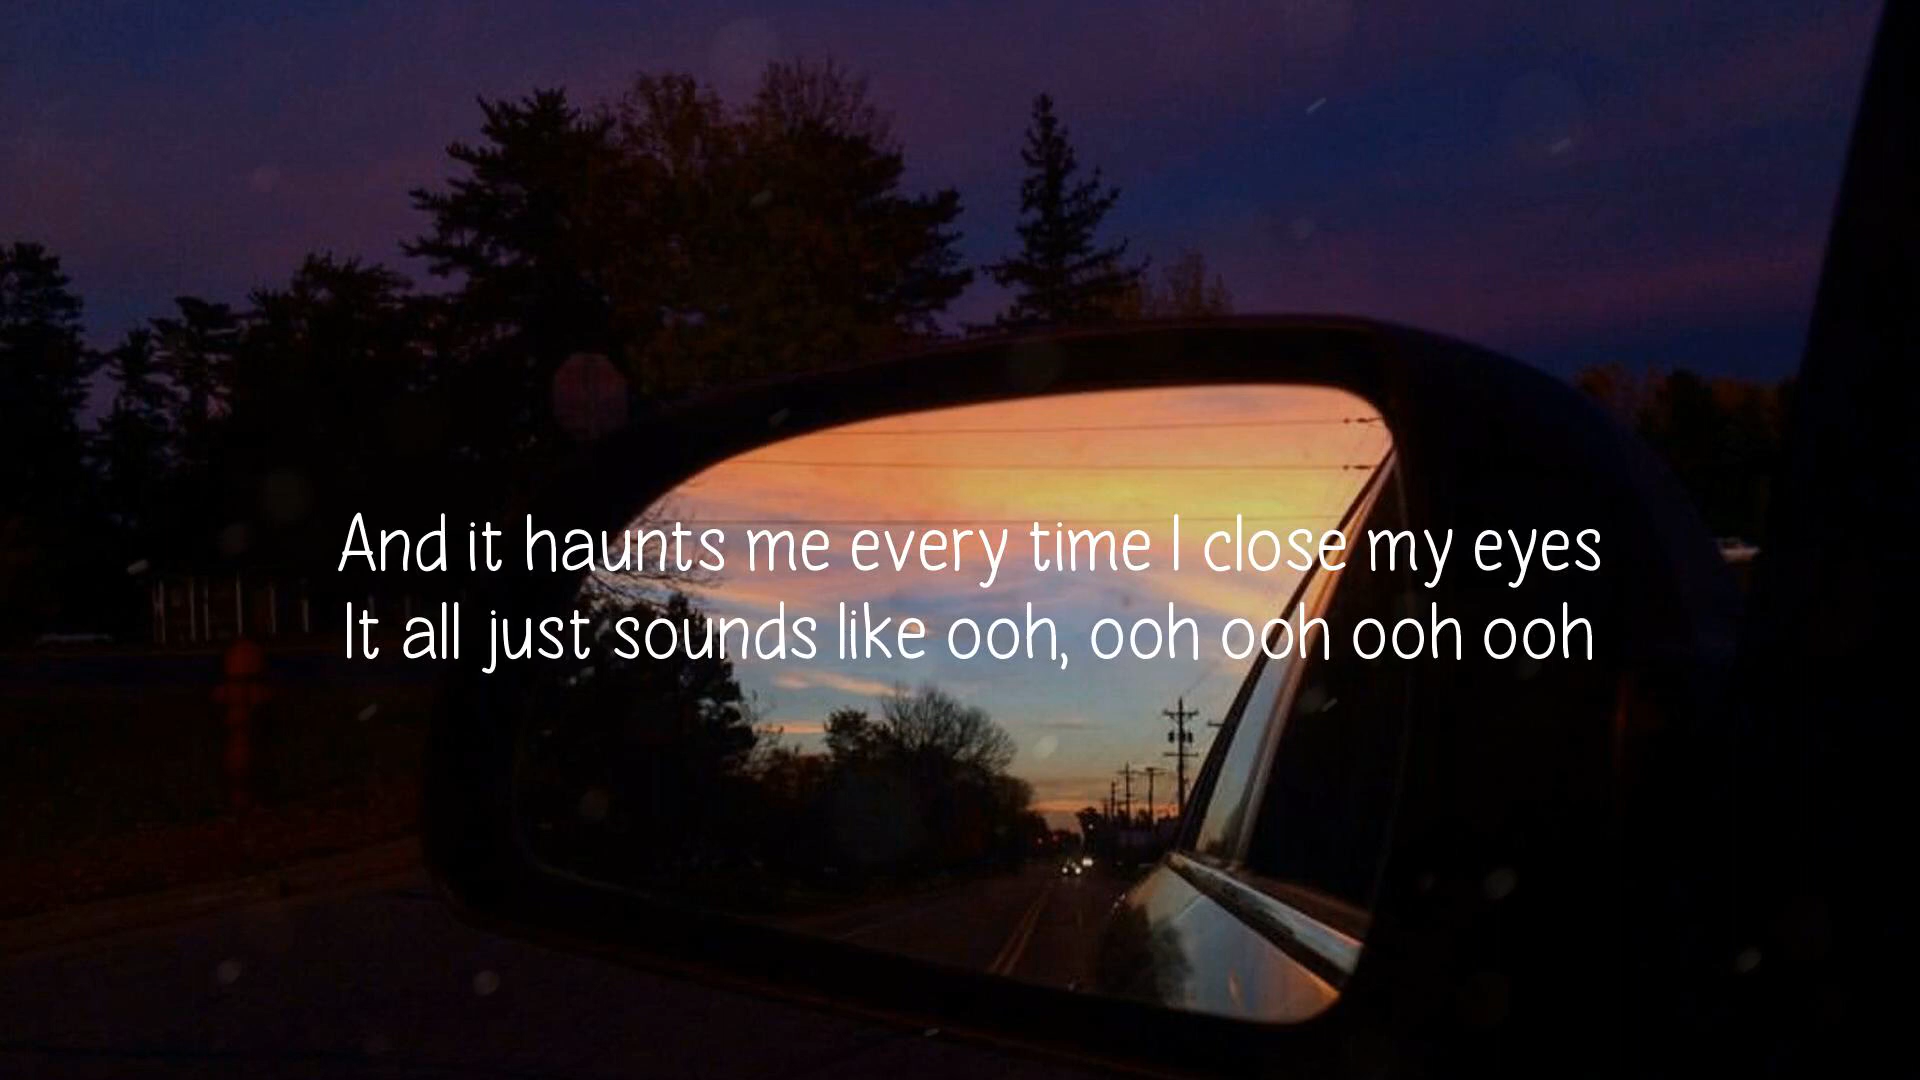 And it haunts me every time I close my eyes
It all just sounds like ooh, ooh ooh ooh ooh